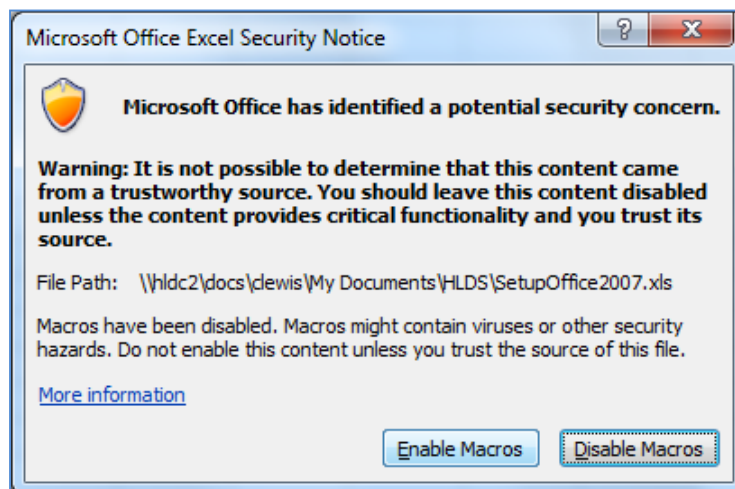 Microsoft Office Excel Security Notice
Microsoft Office has identified a potential security concern.
Warning: It is not possible to determine that this content came
from a trustworthy source. You should leave this content disabled
unless the content provides critical functionality and you trust its
source.
File Path: \\hldc2\docs\clewis\My Documents\HLDS\SetupOffice2007.xls
Macros have been disabled. Macros might contain viruses or other security
hazards. Do not enable this content unless you trust the source of this file.
More information
Enable Macros Disable Macros